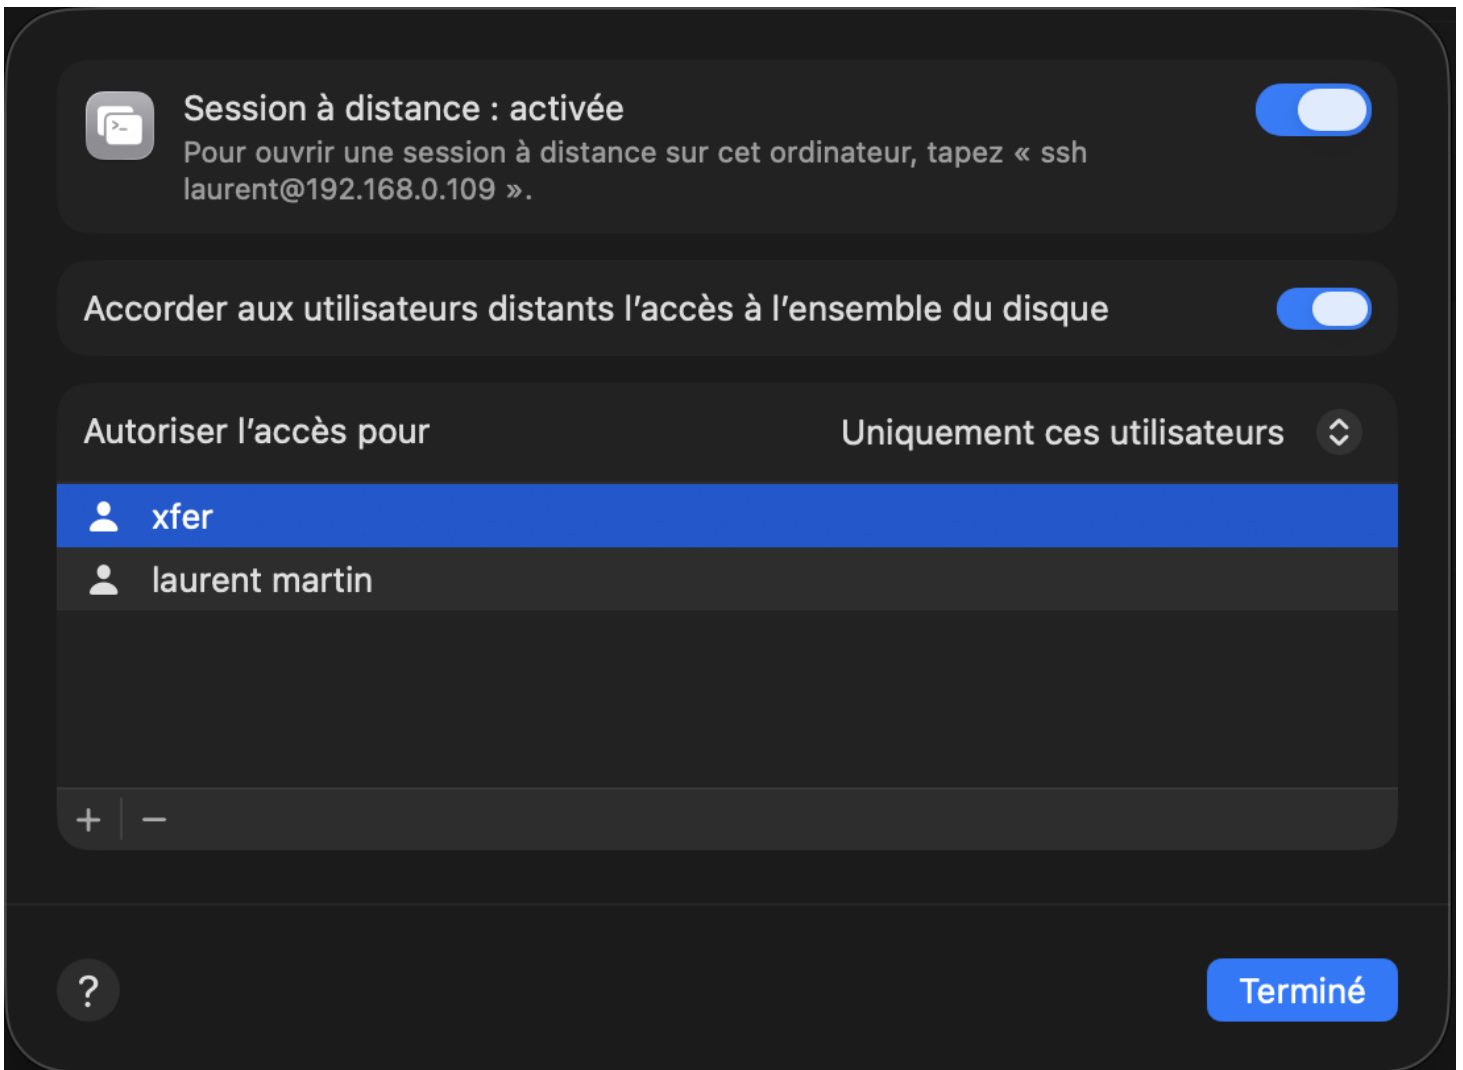 Session à distance : activée
Pour ouvrir une session à distance sur cet ordinateur, tapez « ssh
laurent@192.168.0.109 ».
Accorder aux utilisateurs distants l’accès à l’ensemble du disque
Autoriser l’accès pour
Uniquement ces utilisateurs
xfer
laurent martin
+ −
?
Terminé